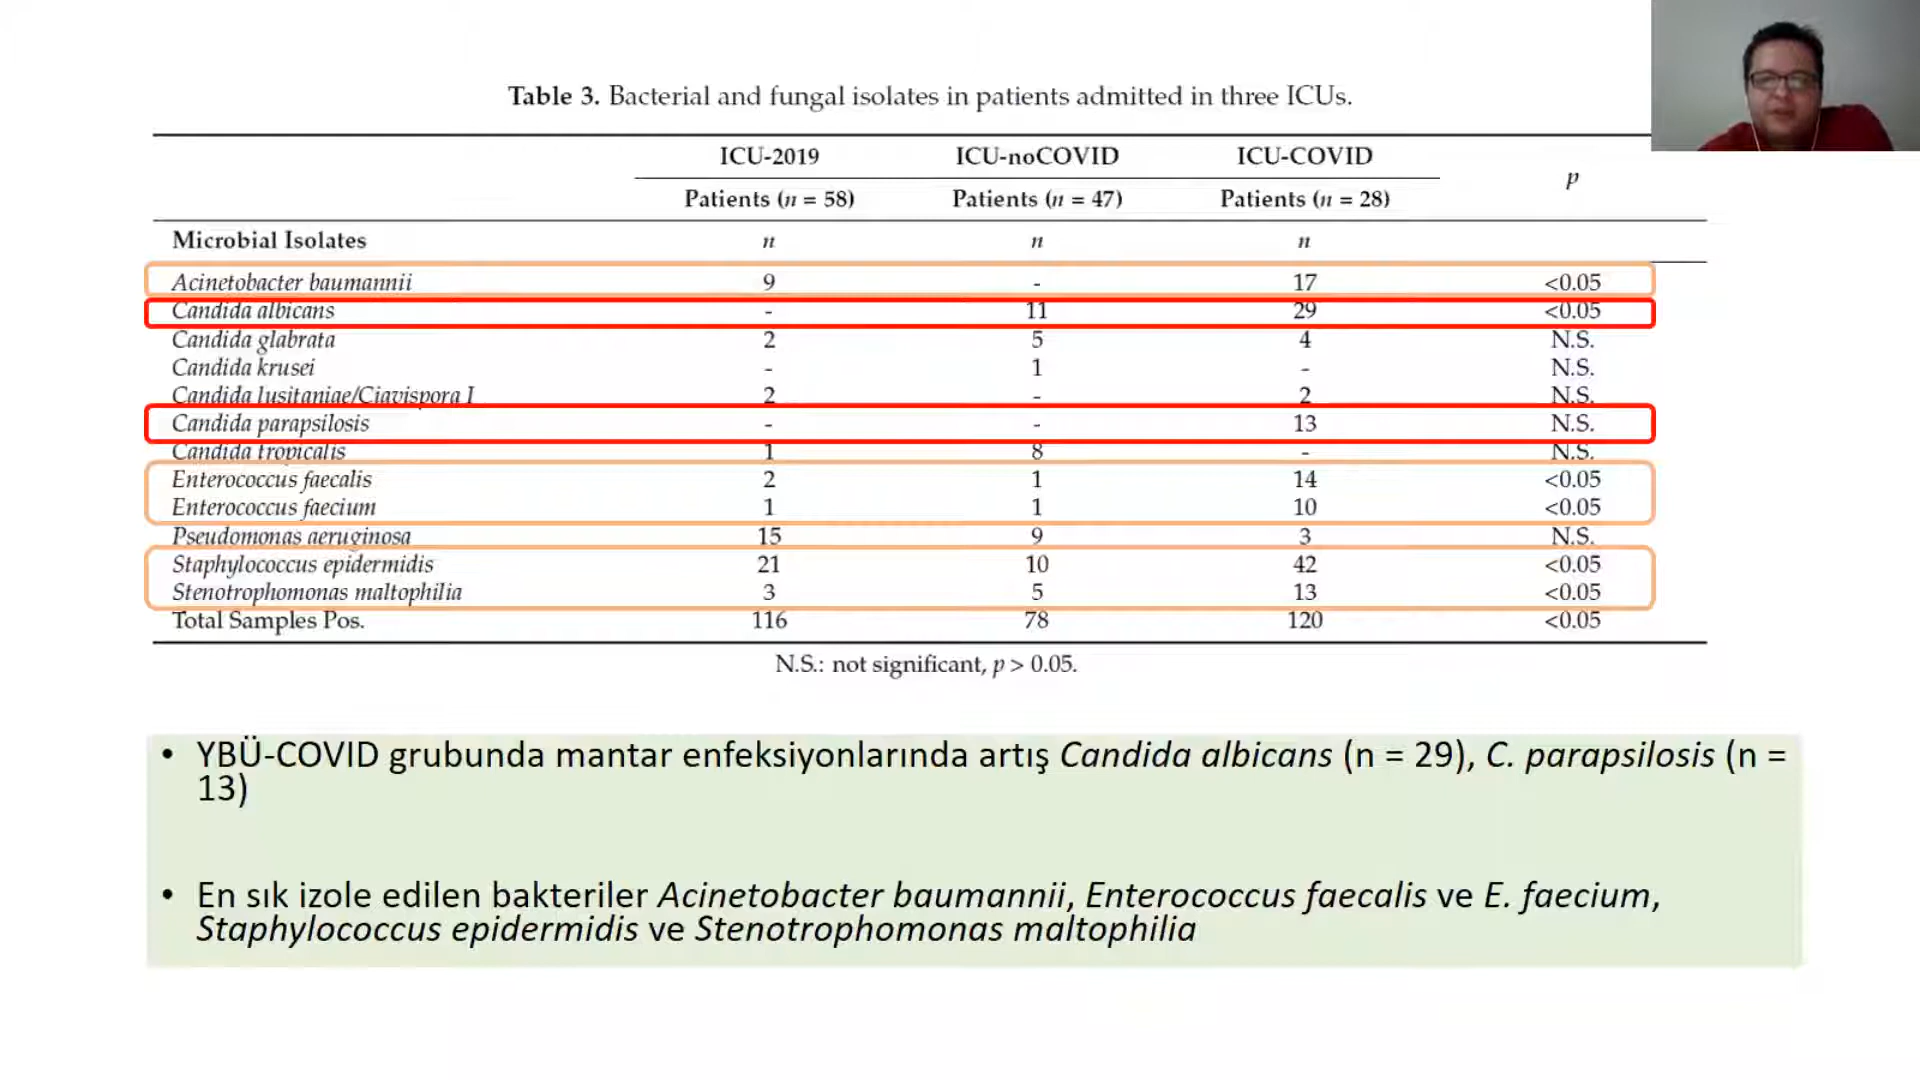 Table 3. Bacterial and fungal isolates in patients admitted in three ICUs.
ICU-2019 ICU-noCOVID ICU-COVID p
Patients (n = 58) Patients (n = 47) Patients (n = 28)
Microbial Isolates n n n
Acinetobacter baumannii 9 - 17 <0.05
Candida albicans - 11 29 <0.05
Candida glabrata 2 5 4 N.S.
Candida krusei - 1 - N.S.
Candida lusitaniae/Ciavispora I 2 - 2 N.S.
Candida parapsilosis - - 13 N.S.
Candida tropicalis 1 8 - N.S.
Enterococcus faecalis 2 1 14 <0.05
Enterococcus faecium 1 1 10 <0.05
Pseudomonas aeruginosa 15 9 3 N.S.
Staphylococcus epidermidis 21 10 42 <0.05
Stenotrophomonas maltophilia 3 5 13 <0.05
Total Samples Pos. 116 78 120 <0.05
N.S.: not significant, p > 0.05.
• YBÜ-COVID grubunda mantar enfeksiyonlarında artış Candida albicans (n = 29), C. parapsilosis (n =
13)
• En sık izole edilen bakteriler Acinetobacter baumannii, Enterococcus faecalis ve E. faecium,
Staphylococcus epidermidis ve Stenotrophomonas maltophilia